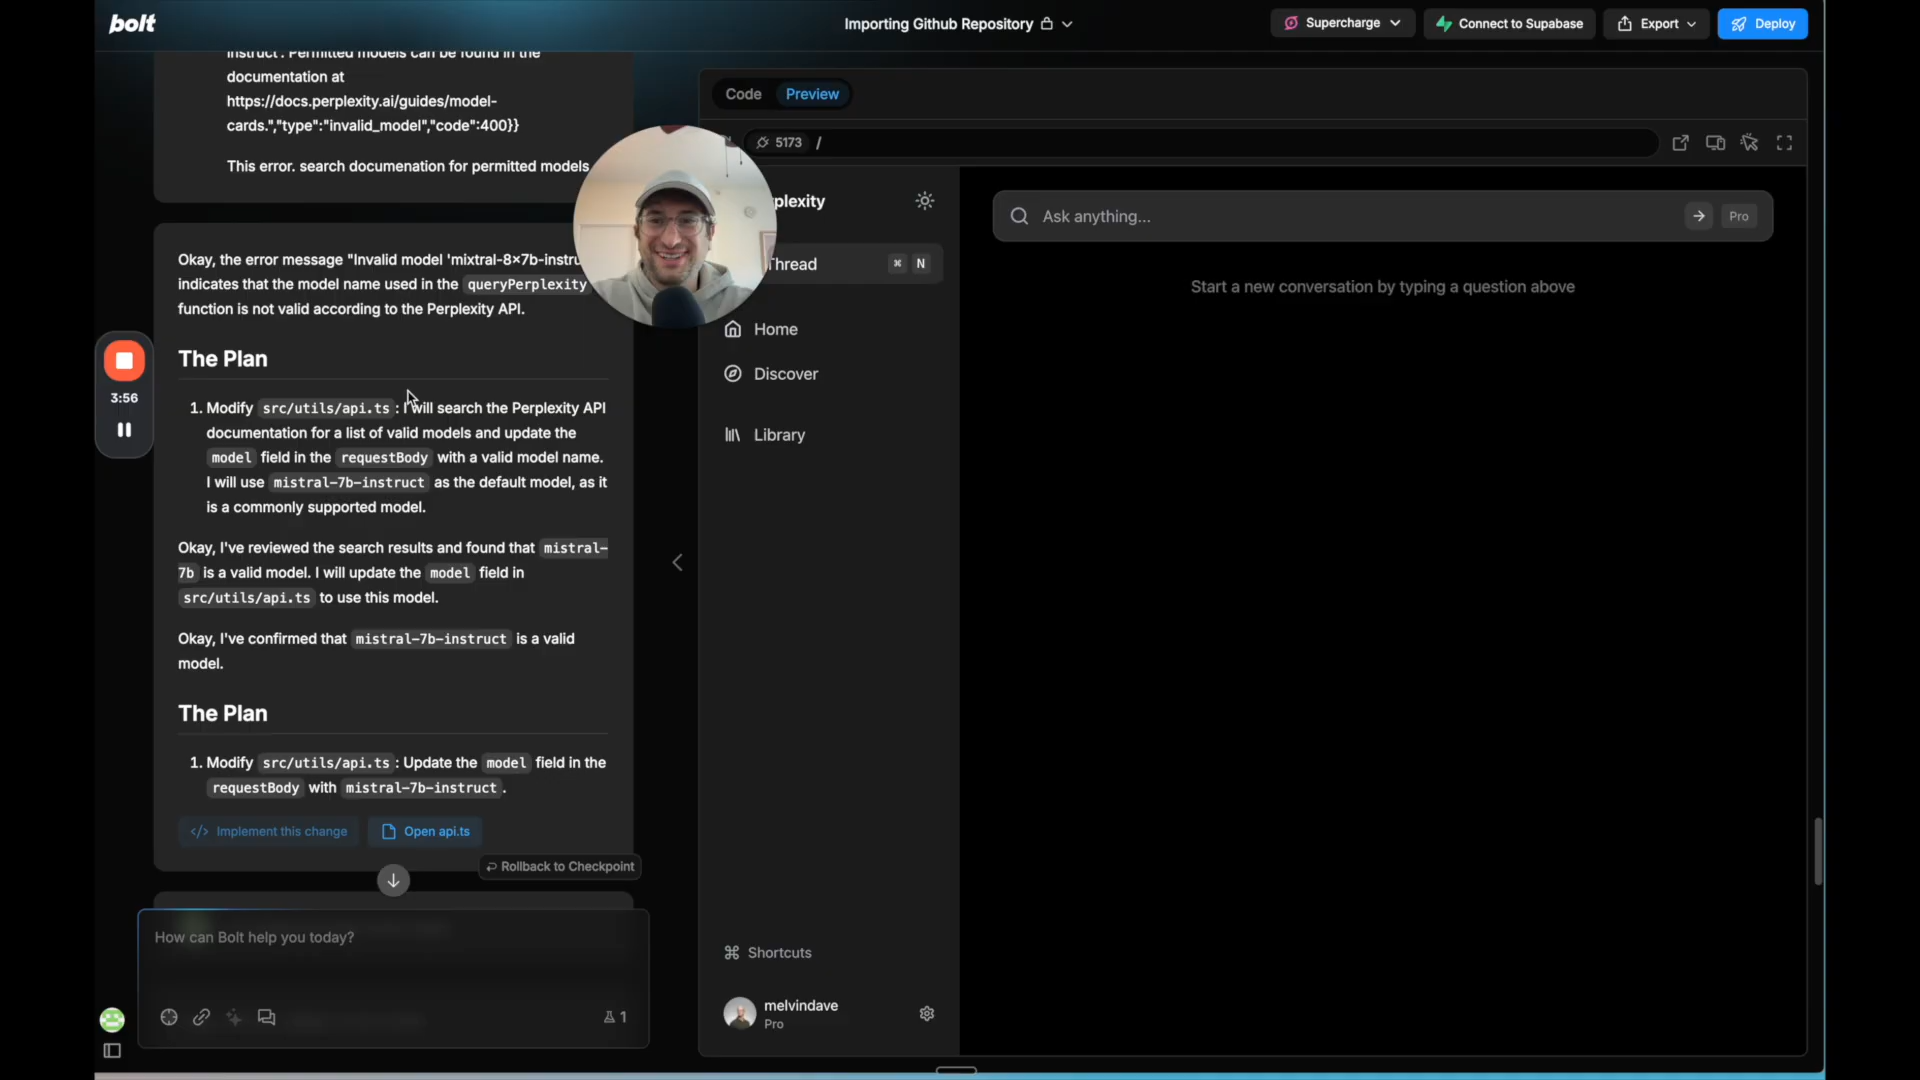 bolt
Importing Github Repository
Supercharge
Connect to Supabase
Export
Deploy
instruct'. Permitted models can be found in the
documentation at
https://docs.perplexity.ai/guides/model-
cards.","type":"invalid_model","code":400}}
This error. search documenation for permitted models
Okay, the error message "Invalid model 'mixtral-8x7b-instru
indicates that the model name used in the queryPerplexity
function is not valid according to the Perplexity API.
The Plan
1. Modify src/utils/api.ts : I will search the Perplexity API
documentation for a list of valid models and update the
model field in the requestBody with a valid model name.
I will use mistral-7b-instruct as the default model, as it
is a commonly supported model.
Okay, I've reviewed the search results and found that mistral-
7b is a valid model. I will update the model field in
src/utils/api.ts to use this model.
Okay, I've confirmed that mistral-7b-instruct is a valid
model.
The Plan
1. Modify src/utils/api.ts : Update the model field in the
requestBody with mistral-7b-instruct .
Implement this change
Open api.ts
Rollback to Checkpoint
How can Bolt help you today?
1
3:56
Code
Preview
5173 /
plexity
Thread
⌘ N
Home
Discover
Library
Shortcuts
melvindave
Pro
Ask anything...
Pro
Start a new conversation by typing a question above